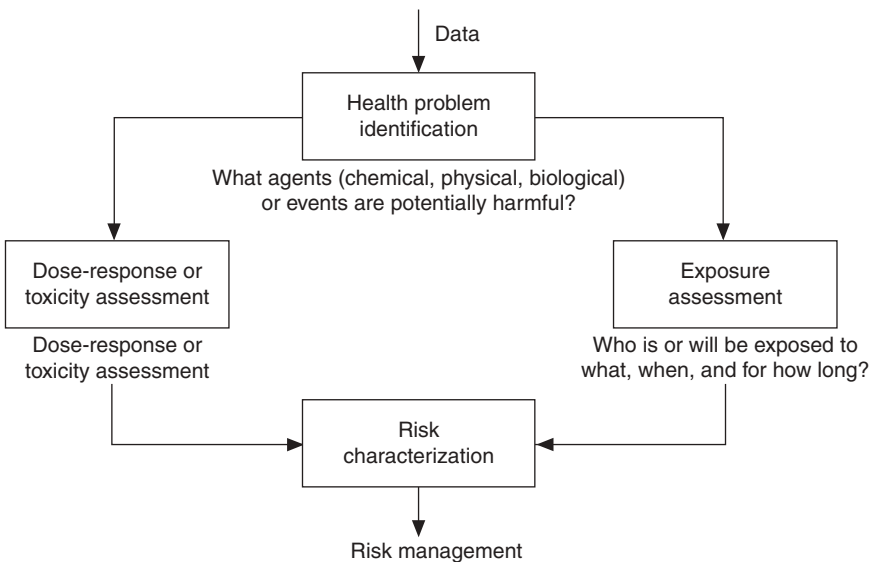 Data
Health problem
identification
What agents (chemical, physical, biological)
or events are potentially harmful?
Dose-response or
toxicity assessment
Dose-response or
toxicity assessment
Exposure
assessment
Who is or will be exposed to
what, when, and for how long?
Risk
characterization
Risk management